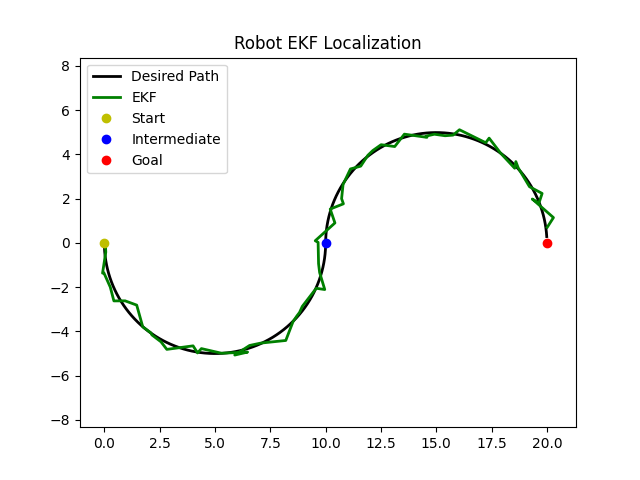 Robot EKF Localization
Desired Path
EKF
Start
Intermediate
Goal
8
6
4
2
0
−2
−4
−6
−8
0.0 2.5 5.0 7.5 10.0 12.5 15.0 17.5 20.0